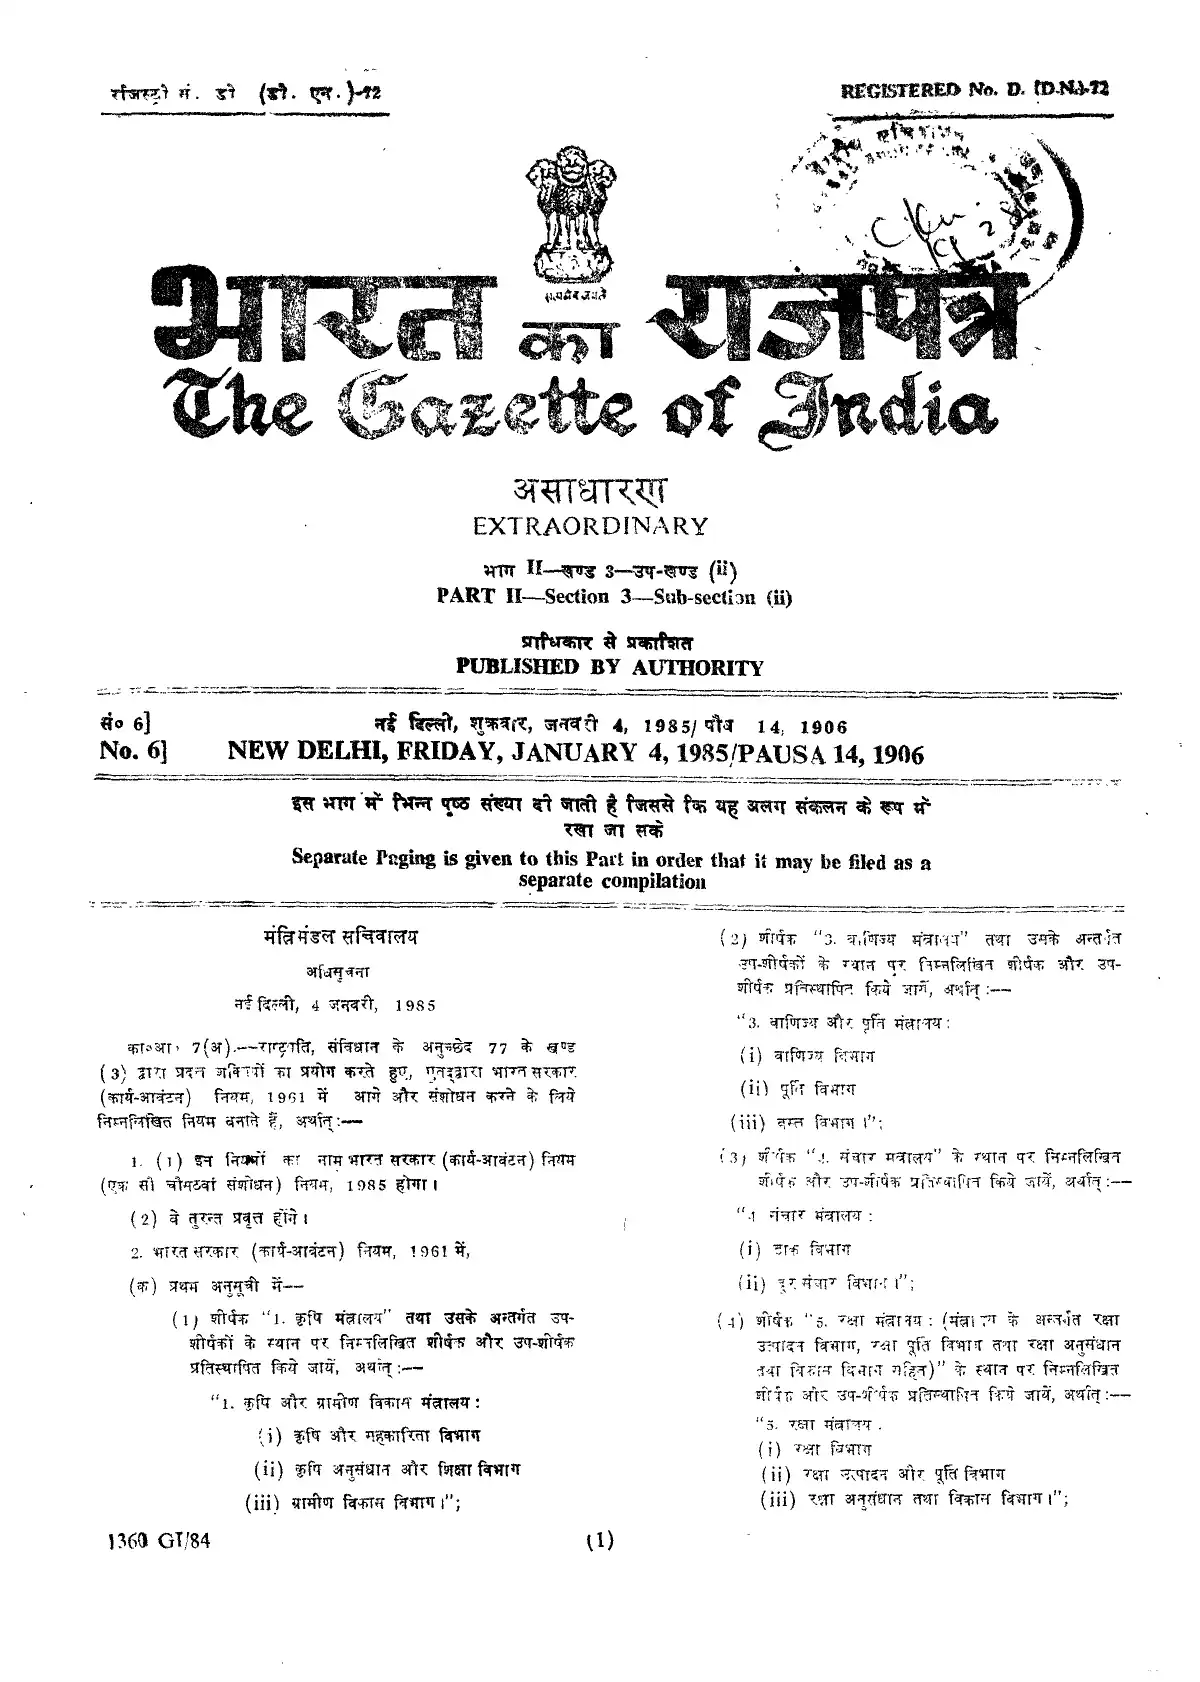 रजिस्ट्री सं. डी (डी. एन.)-72
REGISTERED No. D. (D.N.)-72
सत्यमेव जयते
भारत का राजपत्र
The Gazette of India
असाधारण
EXTRAORDINARY
भाग II—खण्ड 3—उप-खण्ड (ii)
PART II—Section 3—Sub-section (ii)
प्राधिकार से प्रकाशित
PUBLISHED BY AUTHORITY
सं० 6]
नई दिल्ली, शुक्रवार, जनवरी 4, 1985/पौष 14, 1906
No. 6]
NEW DELHI, FRIDAY, JANUARY 4, 1985/PAUSA 14, 1906
इस भाग में भिन्न पृष्ठ संख्या दी जाती है जिससे कि यह अलग संकलन के रूप में
रखा जा सके
Separate Paging is given to this Part in order that it may be filed as a
separate compilation
मंत्रिमंडल सचिवालय
अधिसूचना
नई दिल्ली, 4 जनवरी, 1985
का०आ० 7(अ).—राष्ट्रपति, संविधान के अनुच्छेद 77 के खण्ड
(3) द्वारा प्रदत्त शक्तियों का प्रयोग करते हुए, एतद्द्वारा भारत सरकार
(कार्य-आवंटन) नियम, 1961 में आगे और संशोधन करने के लिये
निम्नलिखित नियम बनाते हैं, अर्थात् :—
1. (1) इन नियमों का नाम भारत सरकार (कार्य-आवंटन) नियम
(एक सौ चौसठवां संशोधन) नियम, 1985 होगा।
(2) वे तुरन्त प्रवृत्त होंगे।
2. भारत सरकार (कार्य-आवंटन) नियम, 1961 में,
(क) प्रथम अनुसूची में—
(1) शीर्षक "1. कृषि मंत्रालय" तथा उसके अन्तर्गत उप-
शीर्षकों के स्थान पर निम्नलिखित शीर्षक और उप-शीर्षक
प्रतिस्थापित किये जायें, अर्थात् :—
"1. कृषि और ग्रामीण विकास मंत्रालय :
(i) कृषि और सहकारिता विभाग
(ii) कृषि अनुसंधान और शिक्षा विभाग
(iii) ग्रामीण विकास विभाग।";
(2) शीर्षक "3. वाणिज्य मंत्रालय" तथा उसके अन्तर्गत
उप-शीर्षकों के स्थान पर निम्नलिखित शीर्षक और उप-
शीर्षक प्रतिस्थापित किये जायें, अर्थात् :—
"3. वाणिज्य और पूर्ति मंत्रालय :
(i) वाणिज्य विभाग
(ii) पूर्ति विभाग
(iii) वस्त्र विभाग।";
(3) शीर्षक "4. संचार मंत्रालय" के स्थान पर निम्नलिखित
शीर्षक और उप-शीर्षक प्रतिस्थापित किये जायें, अर्थात् :—
"4 संचार मंत्रालय :
(i) डाक विभाग
(ii) दूर संचार विभाग।";
(4) शीर्षक "5. रक्षा मंत्रालय : (मंत्रालय के अन्तर्गत रक्षा
उत्पादन विभाग, रक्षा पूर्ति विभाग तथा रक्षा अनुसंधान
तथा विकास विभाग सहित)" के स्थान पर निम्नलिखित
शीर्षक और उप-शीर्षक प्रतिस्थापित किये जायें, अर्थात् :—
"5. रक्षा मंत्रालय .
(i) रक्षा विभाग
(ii) रक्षा उत्पादन और पूर्ति विभाग
(iii) रक्षा अनुसंधान तथा विकास विभाग।";
1360 GI/84
(1)